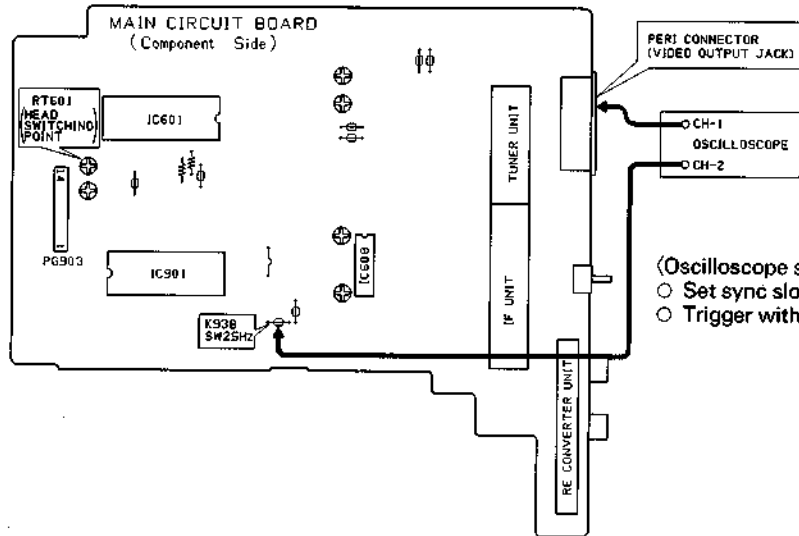 MAIN CIRCUIT BOARD
(Component Side)
PERI CONNECTOR
(VIDEO OUTPUT JACK)
RT601
(HEAD
SWITCHING
POINT)
IC601
TUNER UNIT
CH-1
OSCILLOSCOPE
CH-2
14
1
PG903
IC901
IC600
IF UNIT
K938
SW25Hz
RE CONVERTER UNIT
(Oscilloscope s
○ Set sync slo
○ Trigger with